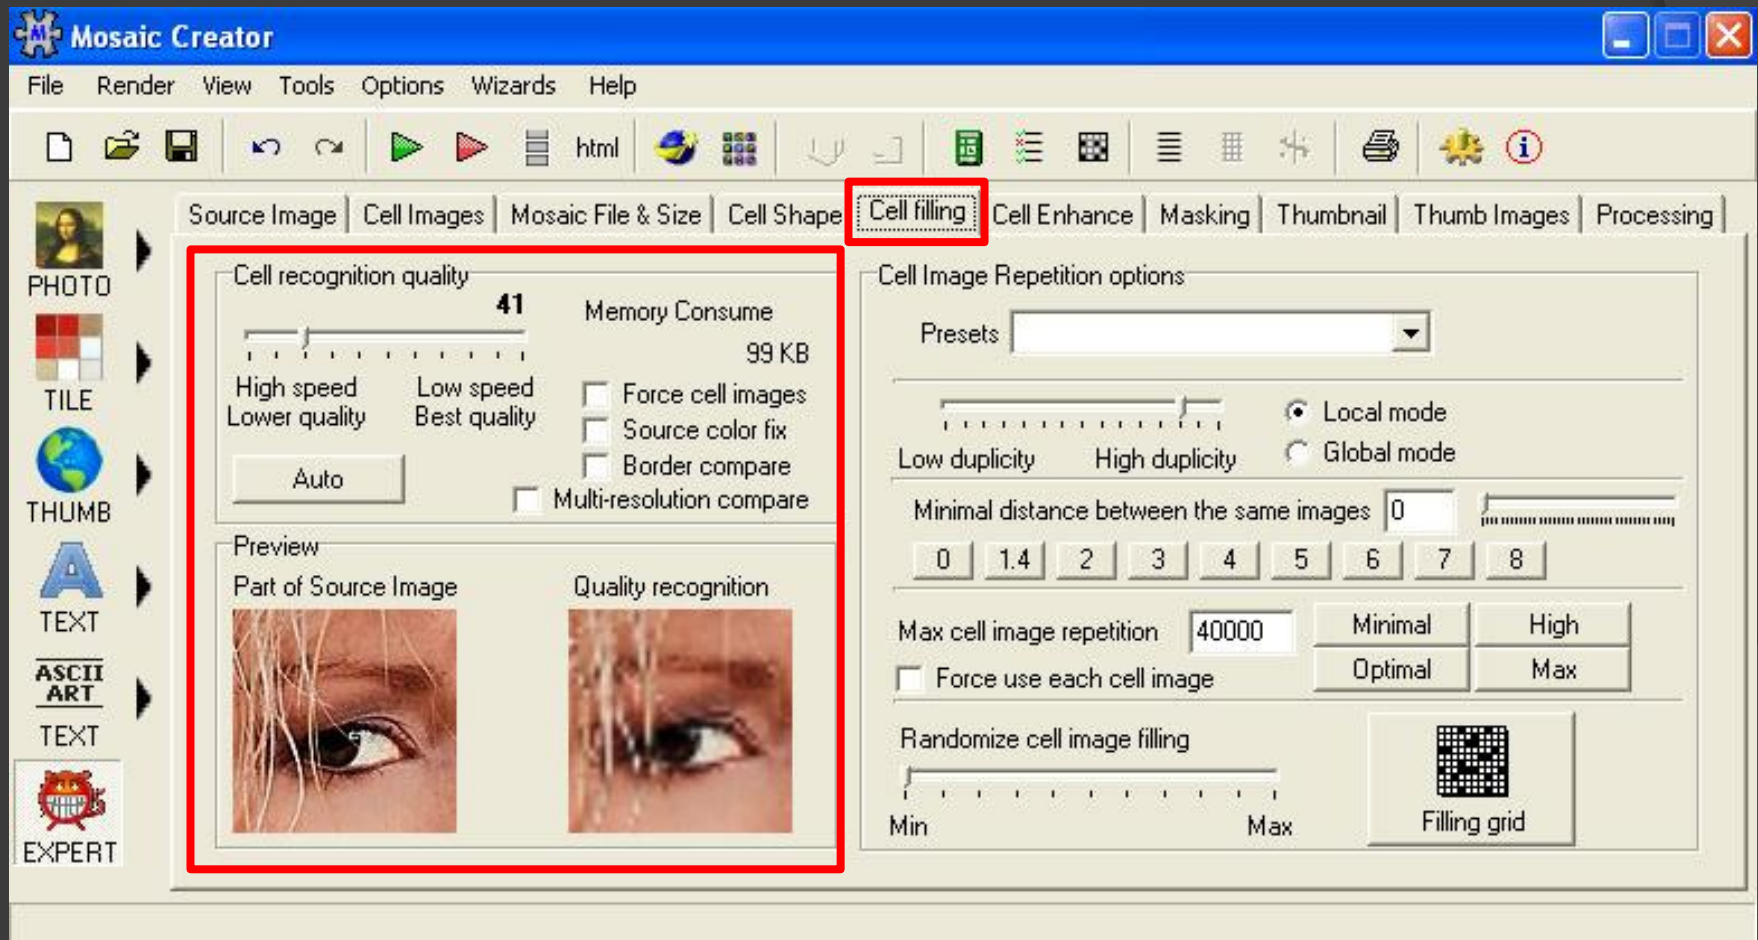 Mosaic Creator
File Render View Tools Options Wizards Help
html
Source Image Cell Images Mosaic File & Size Cell Shape Cell filling Cell Enhance Masking Thumbnail Thumb Images Processing
PHOTO
TILE
THUMB
TEXT
ASCII
ART
TEXT
EXPERT
Cell recognition quality
41
Memory Consume
99 KB
High speed Low speed
Lower quality Best quality
Force cell images
Source color fix
Border compare
Multi-resolution compare
Auto
Preview
Part of Source Image Quality recognition
Cell Image Repetition options
Presets
Low duplicity High duplicity
Local mode
Global mode
Minimal distance between the same images 0
0 1.4 2 3 4 5 6 7 8
Max cell image repetition 40000
Minimal High
Optimal Max
Force use each cell image
Randomize cell image filling
Min Max
Filling grid